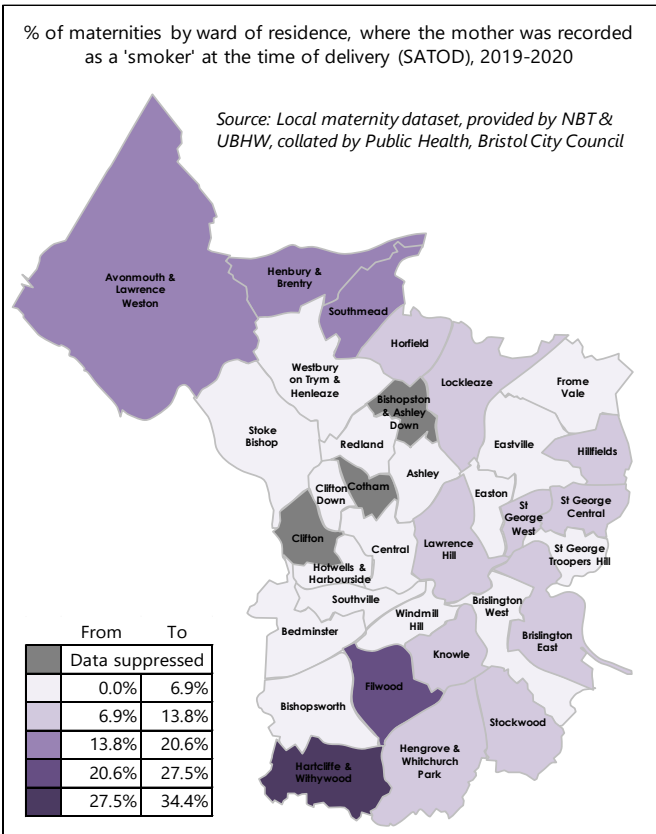 % of maternities by ward of residence, where the mother was recorded
as a 'smoker' at the time of delivery (SATOD), 2019-2020
Source: Local maternity dataset, provided by NBT &
UBHW, collated by Public Health, Bristol City Council
Avonmouth &
Lawrence
Weston
Henbury &
Brentry
Southmead
Horfield
Lockleaze
Frome
Vale
Westbury
on Trym &
Henleaze
Bishopston
& Ashley
Down
Stoke
Bishop
Redland
Eastville
Hillfields
Clifton
Down
Cotham
Ashley
Easton
St
George
West
St George
Central
Clifton
Central
Lawrence
Hill
St George
Troopers Hill
Hotwells &
Harbourside
Southville
Windmill
Hill
Brislington
West
Brislington
East
Bedminster
Knowle
Filwood
Bishopsworth
Stockwood
Hengrove &
Whitchurch
Park
Hartcliffe &
Withywood
From To
Data suppressed
0.0% 6.9%
6.9% 13.8%
13.8% 20.6%
20.6% 27.5%
27.5% 34.4%